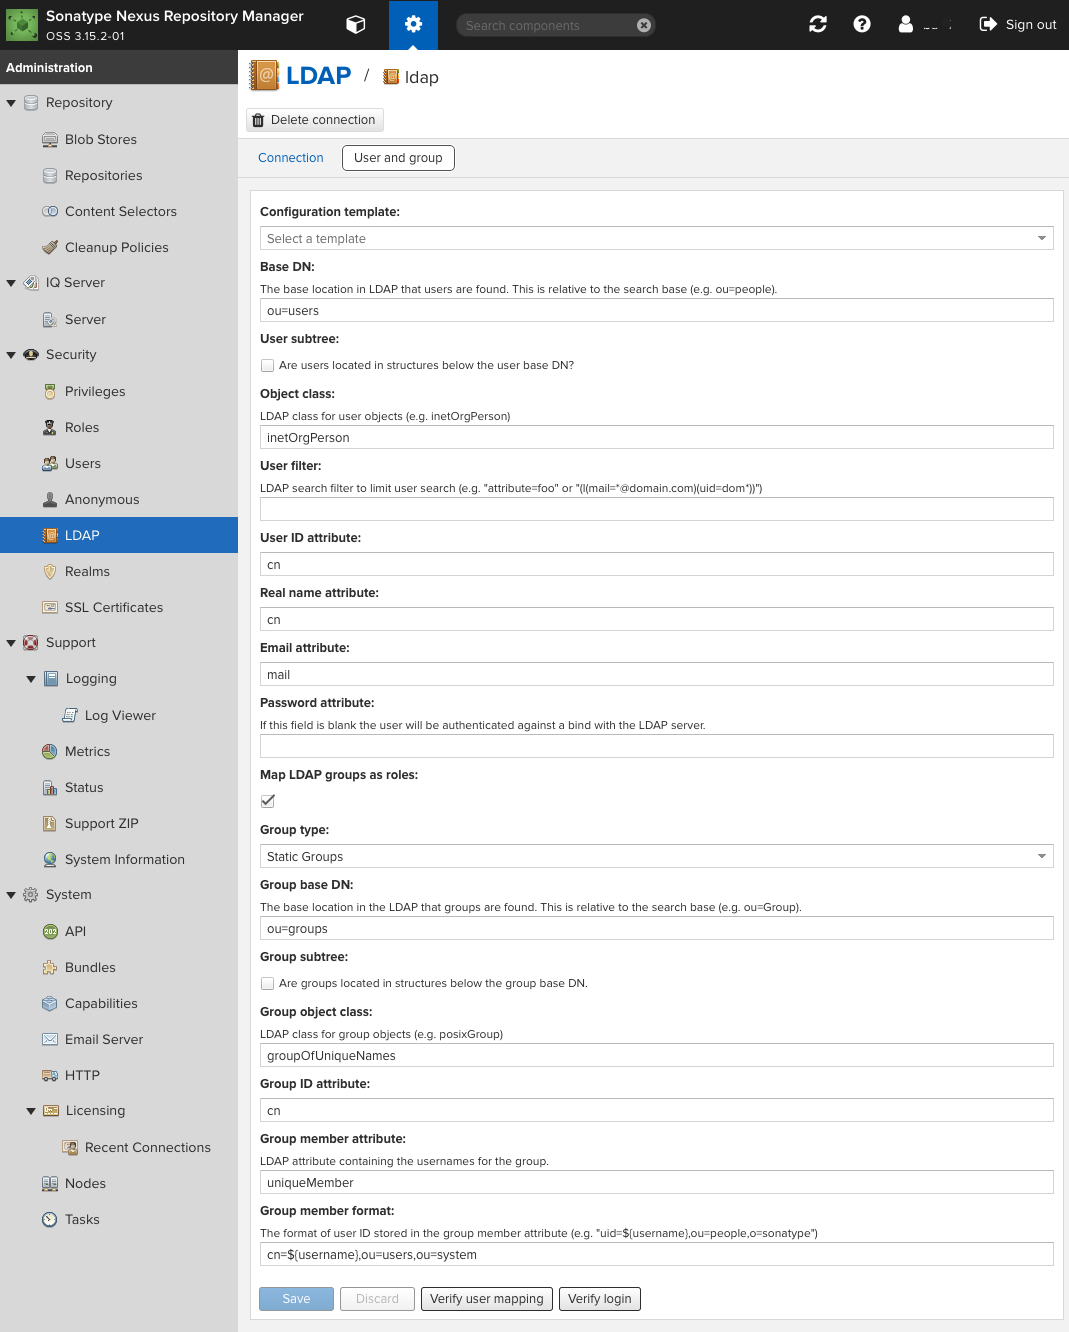 Sonatype Nexus Repository Manager
OSS 3.15.2-01
Search components
Sign out
Administration
Repository
Blob Stores
Repositories
Content Selectors
Cleanup Policies
IQ Server
Server
Security
Privileges
Roles
Users
Anonymous
LDAP
Realms
SSL Certificates
Support
Logging
Log Viewer
Metrics
Status
Support ZIP
System Information
System
API
Bundles
Capabilities
Email Server
HTTP
Licensing
Recent Connections
Nodes
Tasks
LDAP / ldap
Delete connection
Connection
User and group
Configuration template:
Select a template
Base DN:
The base location in LDAP that users are found. This is relative to the search base (e.g. ou=people).
ou=users
User subtree:
Are users located in structures below the user base DN?
Object class:
LDAP class for user objects (e.g. inetOrgPerson)
inetOrgPerson
User filter:
LDAP search filter to limit user search (e.g. "attribute=foo" or "(|(mail=*@domain.com)(uid=dom*))")
User ID attribute:
cn
Real name attribute:
cn
Email attribute:
mail
Password attribute:
If this field is blank the user will be authenticated against a bind with the LDAP server.
Map LDAP groups as roles:
Group type:
Static Groups
Group base DN:
The base location in the LDAP that groups are found. This is relative to the search base (e.g. ou=Group).
ou=groups
Group subtree:
Are groups located in structures below the group base DN.
Group object class:
LDAP class for group objects (e.g. posixGroup)
groupOfUniqueNames
Group ID attribute:
cn
Group member attribute:
LDAP attribute containing the usernames for the group.
uniqueMember
Group member format:
The format of user ID stored in the group member attribute (e.g. "uid=${username},ou=people,o=sonatype")
cn=${username},ou=users,ou=system
Save
Discard
Verify user mapping
Verify login